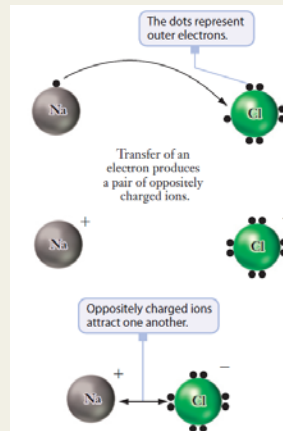 The dots represent
outer electrons.
Na
Cl
Transfer of an
electron produces
a pair of oppositely
charged ions.
+
Na
Cl
Oppositely charged ions
attract one another.
+
−
Na
Cl